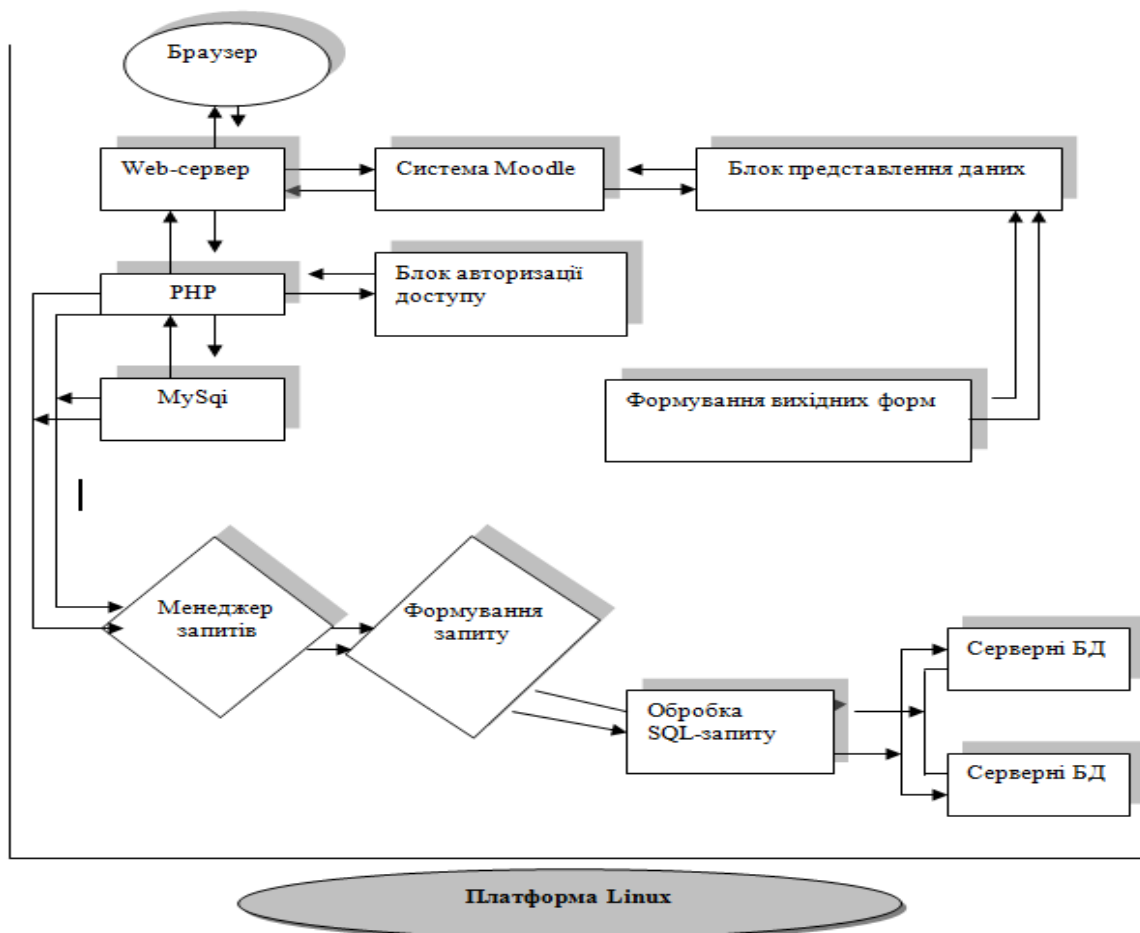 Браузер
Web-сервер
Система Moodle
Блок представлення даних
PHP
Блок авторизації
доступу
MySqi
Формування вихідних форм
Менеджер
запитів
Формування
запиту
Серверні БД
Обробка
SQL-запиту
Серверні БД
Платформа Linux